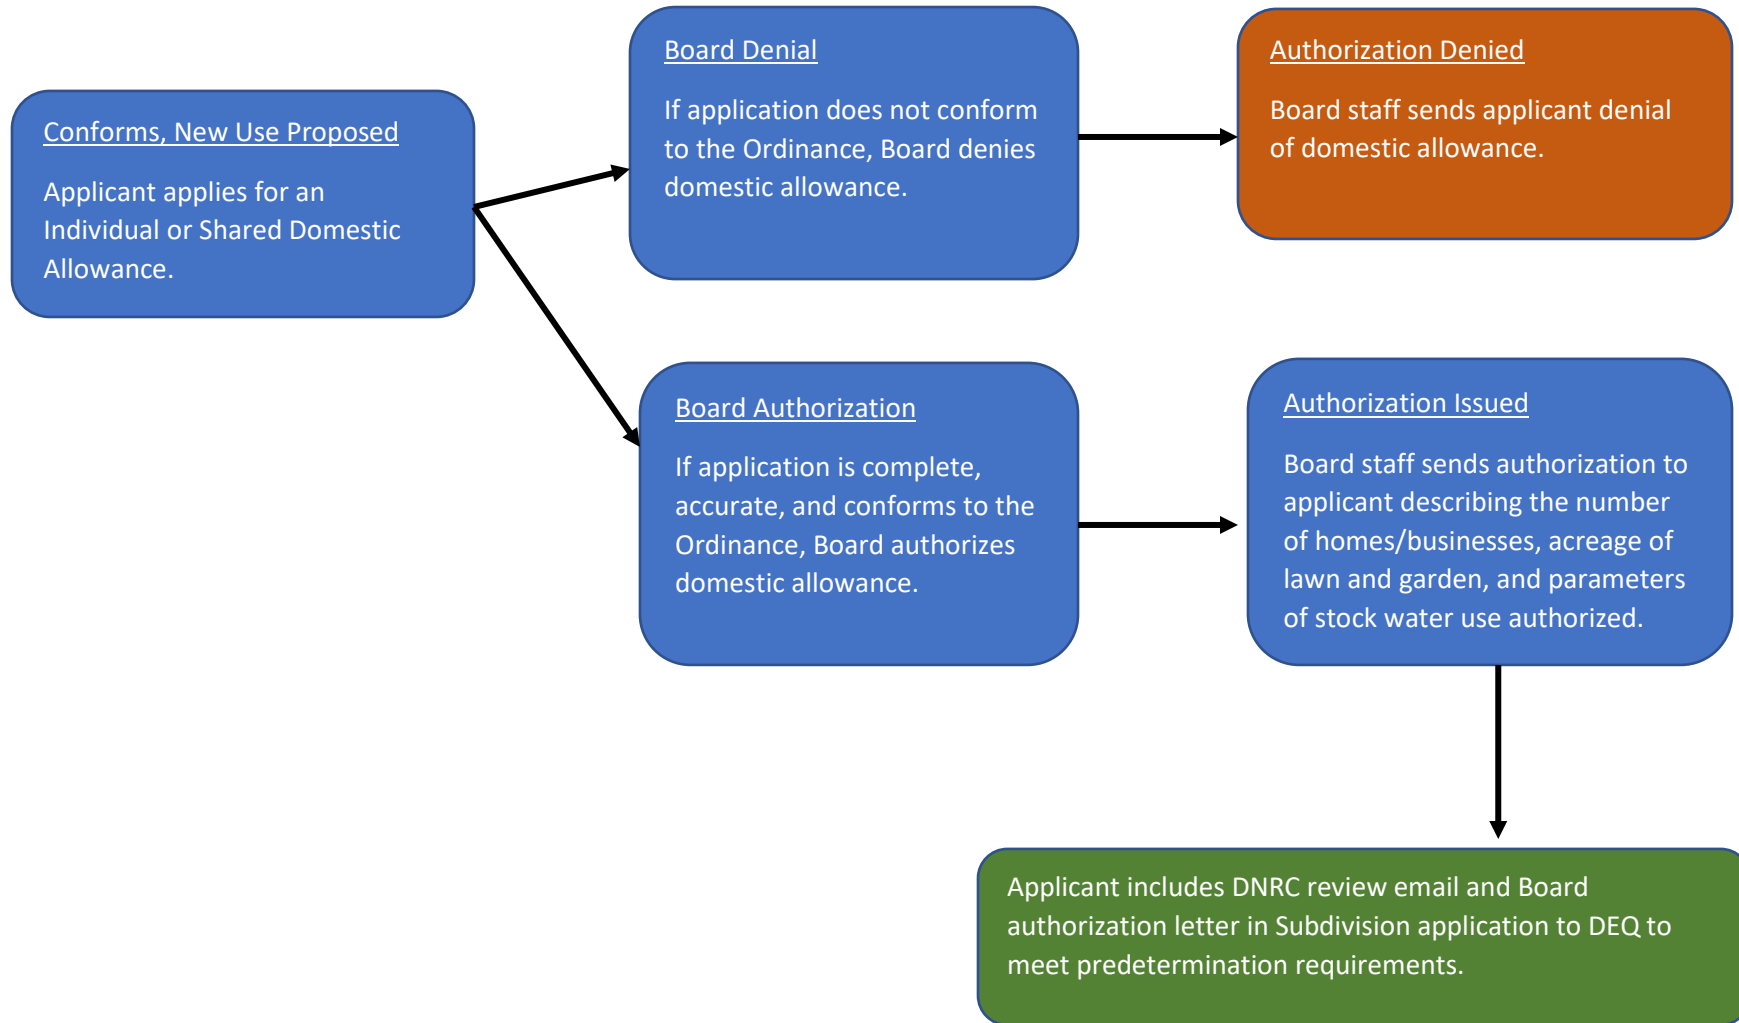 Conforms, New Use Proposed
Applicant applies for an
Individual or Shared Domestic
Allowance.
Board Denial
If application does not conform
to the Ordinance, Board denies
domestic allowance.
Authorization Denied
Board staff sends applicant denial
of domestic allowance.
Board Authorization
If application is complete,
accurate, and conforms to the
Ordinance, Board authorizes
domestic allowance.
Authorization Issued
Board staff sends authorization to
applicant describing the number
of homes/businesses, acreage of
lawn and garden, and parameters
of stock water use authorized.
Applicant includes DNRC review email and Board
authorization letter in Subdivision application to DEQ to
meet predetermination requirements.